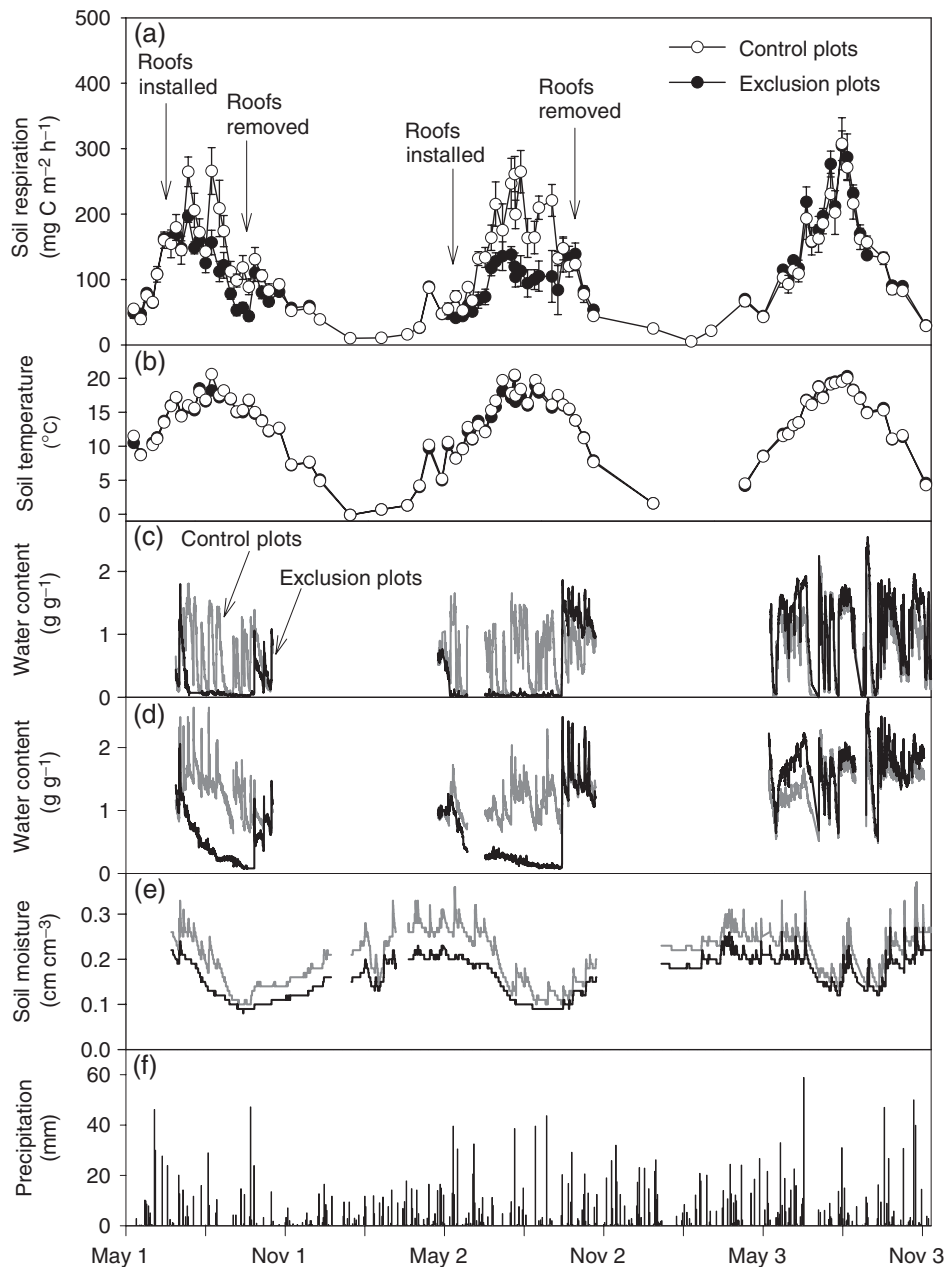 (a)
500
400
300
200
100
0
Soil respiration
(mg C m⁻² h⁻¹)
Roofs
installed
Roofs
removed
Roofs
installed
Roofs
removed
Control plots
Exclusion plots
(b)
20
15
10
5
0
Soil temperature
(°C)
(c)
2
1
0
Water content
(g g⁻¹)
Control plots
Exclusion plots
(d)
2
1
0
Water content
(g g⁻¹)
(e)
0.3
0.2
0.1
0.0
Soil moisture
(cm cm⁻³)
(f)
60
40
20
0
Precipitation
(mm)
May 1
Nov 1
May 2
Nov 2
May 3
Nov 3